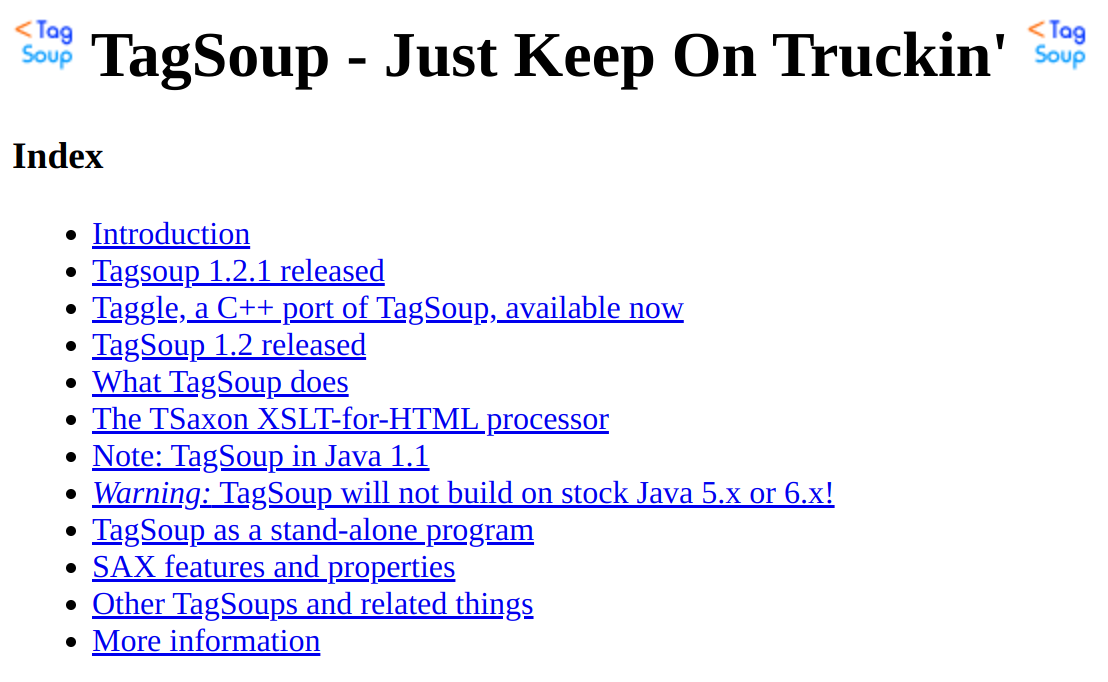 < Tag
Soup
TagSoup - Just Keep On Truckin'
< Tag
Soup
Index
Introduction
Tagsoup 1.2.1 released
Taggle, a C++ port of TagSoup, available now
TagSoup 1.2 released
What TagSoup does
The TSaxon XSLT-for-HTML processor
Note: TagSoup in Java 1.1
Warning: TagSoup will not build on stock Java 5.x or 6.x!
TagSoup as a stand-alone program
SAX features and properties
Other TagSoups and related things
More information